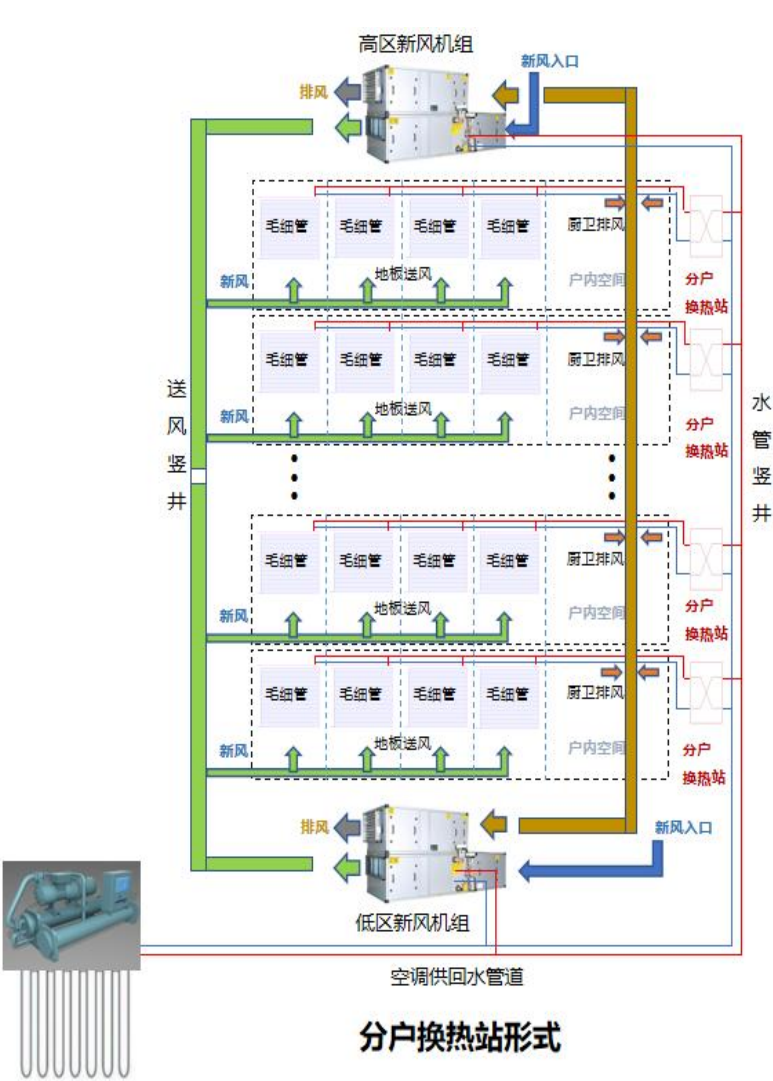 高区新风机组
新风入口
排风
毛细管 毛细管 毛细管 毛细管 厨卫排风
新风 地板送风 户内空间 分户
换热站
毛细管 毛细管 毛细管 毛细管 厨卫排风
新风 地板送风 户内空间 分户
换热站
送风竖井
水管竖井
毛细管 毛细管 毛细管 毛细管 厨卫排风
新风 地板送风 户内空间 分户
换热站
毛细管 毛细管 毛细管 毛细管 厨卫排风
新风 地板送风 户内空间 分户
换热站
排风
新风入口
低区新风机组
空调供回水管道
分户换热站形式